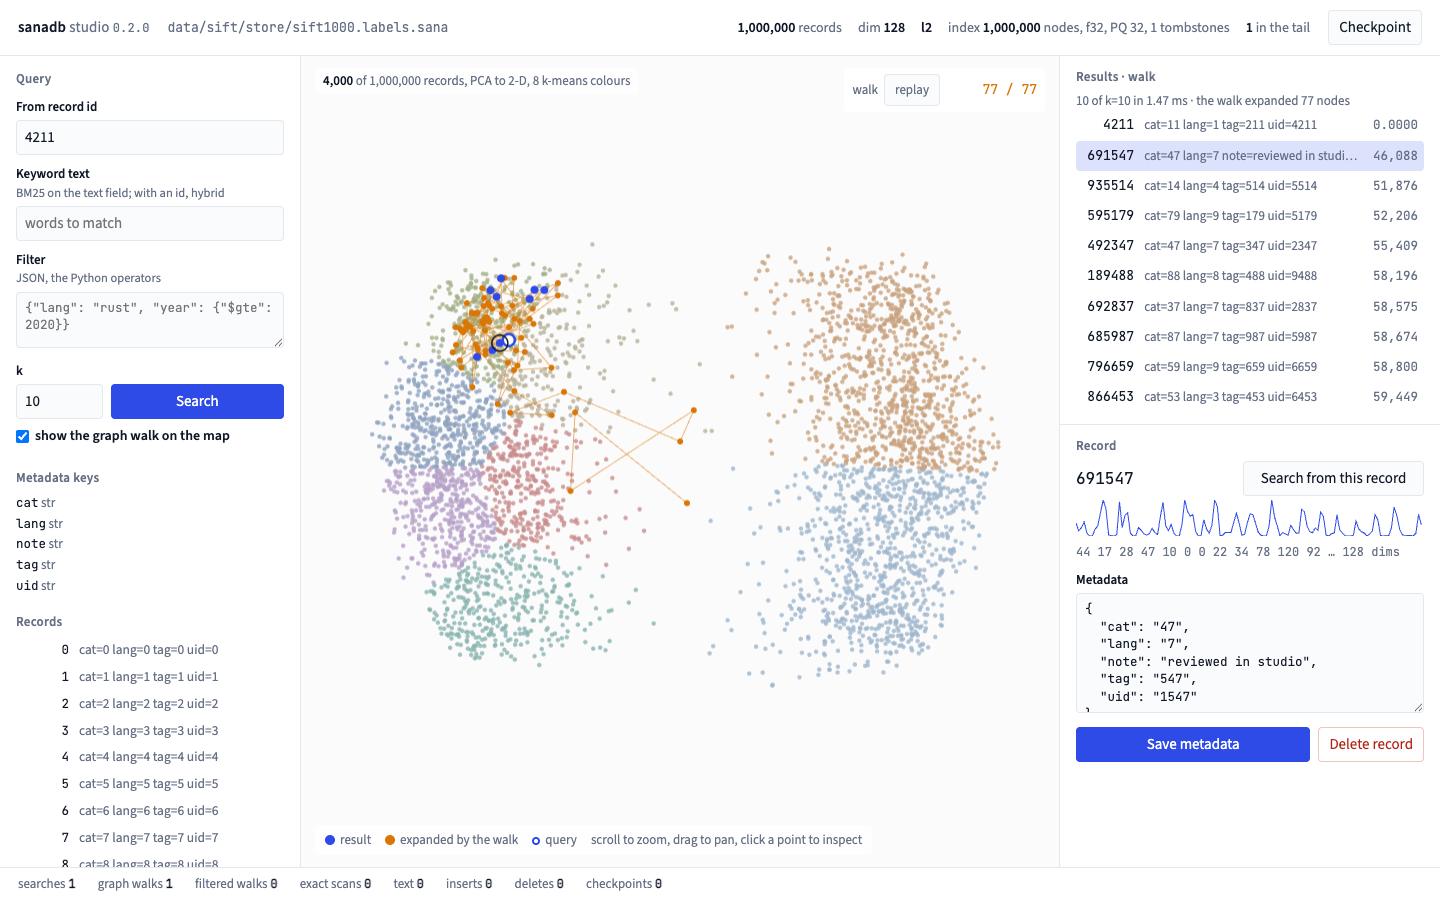 sanadb studio 0.2.0 data/sift/store/sift1000.labels.sana
1,000,000 records dim 128 l2 index 1,000,000 nodes, f32, PQ 32, 1 tombstones 1 in the tail Checkpoint
Query
From record id
4211
Keyword text
BM25 on the text field; with an id, hybrid
words to match
Filter
JSON, the Python operators
{"lang": "rust", "year": {"$gte":
2020}}
k
10 Search
show the graph walk on the map
Metadata keys
cat str
lang str
note str
tag str
uid str
Records
0 cat=0 lang=0 tag=0 uid=0
1 cat=1 lang=1 tag=1 uid=1
2 cat=2 lang=2 tag=2 uid=2
3 cat=3 lang=3 tag=3 uid=3
4 cat=4 lang=4 tag=4 uid=4
5 cat=5 lang=5 tag=5 uid=5
6 cat=6 lang=6 tag=6 uid=6
7 cat=7 lang=7 tag=7 uid=7
8 cat=8 lang=8 tag=8 uid=8
4,000 of 1,000,000 records, PCA to 2-D, 8 k-means colours
walk replay 77 / 77
result expanded by the walk query scroll to zoom, drag to pan, click a point to inspect
Results · walk
10 of k=10 in 1.47 ms · the walk expanded 77 nodes
4211 cat=11 lang=1 tag=211 uid=4211 0.0000
691547 cat=47 lang=7 note=reviewed in studi… 46,088
935514 cat=14 lang=4 tag=514 uid=5514 51,876
595179 cat=79 lang=9 tag=179 uid=5179 52,206
492347 cat=47 lang=7 tag=347 uid=2347 55,409
189488 cat=88 lang=8 tag=488 uid=9488 58,196
692837 cat=37 lang=7 tag=837 uid=2837 58,575
685987 cat=87 lang=7 tag=987 uid=5987 58,674
796659 cat=59 lang=9 tag=659 uid=6659 58,800
866453 cat=53 lang=3 tag=453 uid=6453 59,449
Record
691547 Search from this record
44 17 28 47 10 0 0 22 34 78 120 92 … 128 dims
Metadata
{
"cat": "47",
"lang": "7",
"note": "reviewed in studio",
"tag": "547",
"uid": "1547"
}
Save metadata Delete record
searches 1 graph walks 1 filtered walks 0 exact scans 0 text 0 inserts 0 deletes 0 checkpoints 0